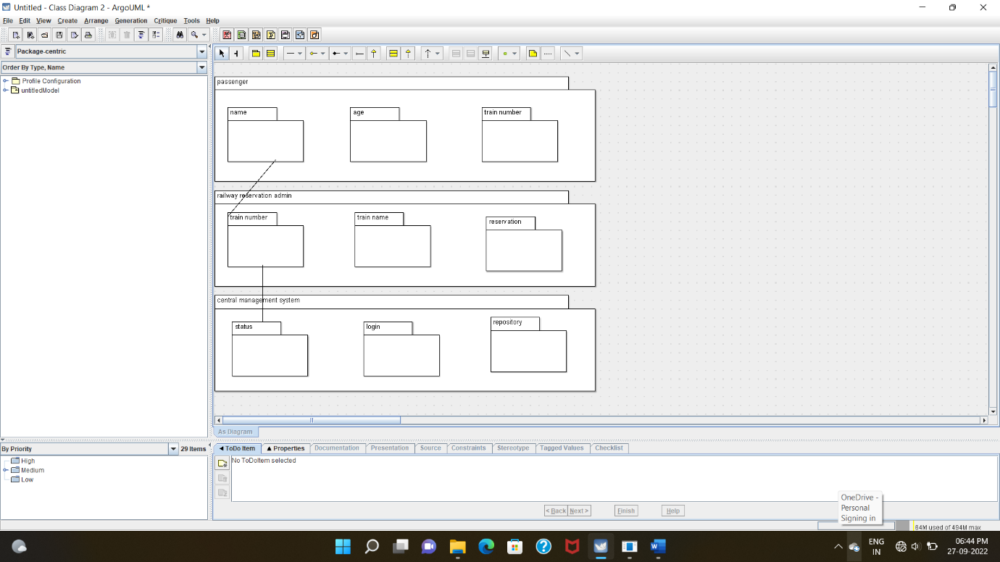 Untitled - Class Diagram 2 - ArgoUML *
File Edit View Create Arrange Generation Critique Tools Help
Package-centric
Order By Type, Name
Profile Configuration
untitledModel
passenger
name age train number
railway reservation admin
train number train name reservation
central management system
status login repository
As Diagram
By Priority 29 Items
High
Medium
Low
ToDo Item Properties Documentation Presentation Source Constraints Stereotype Tagged Values Checklist
No ToDoItem selected
< Back Next > Finish Help
OneDrive -
Personal
Signing in
64M used of 494M max
ENG
IN
06:44 PM
27-09-2022